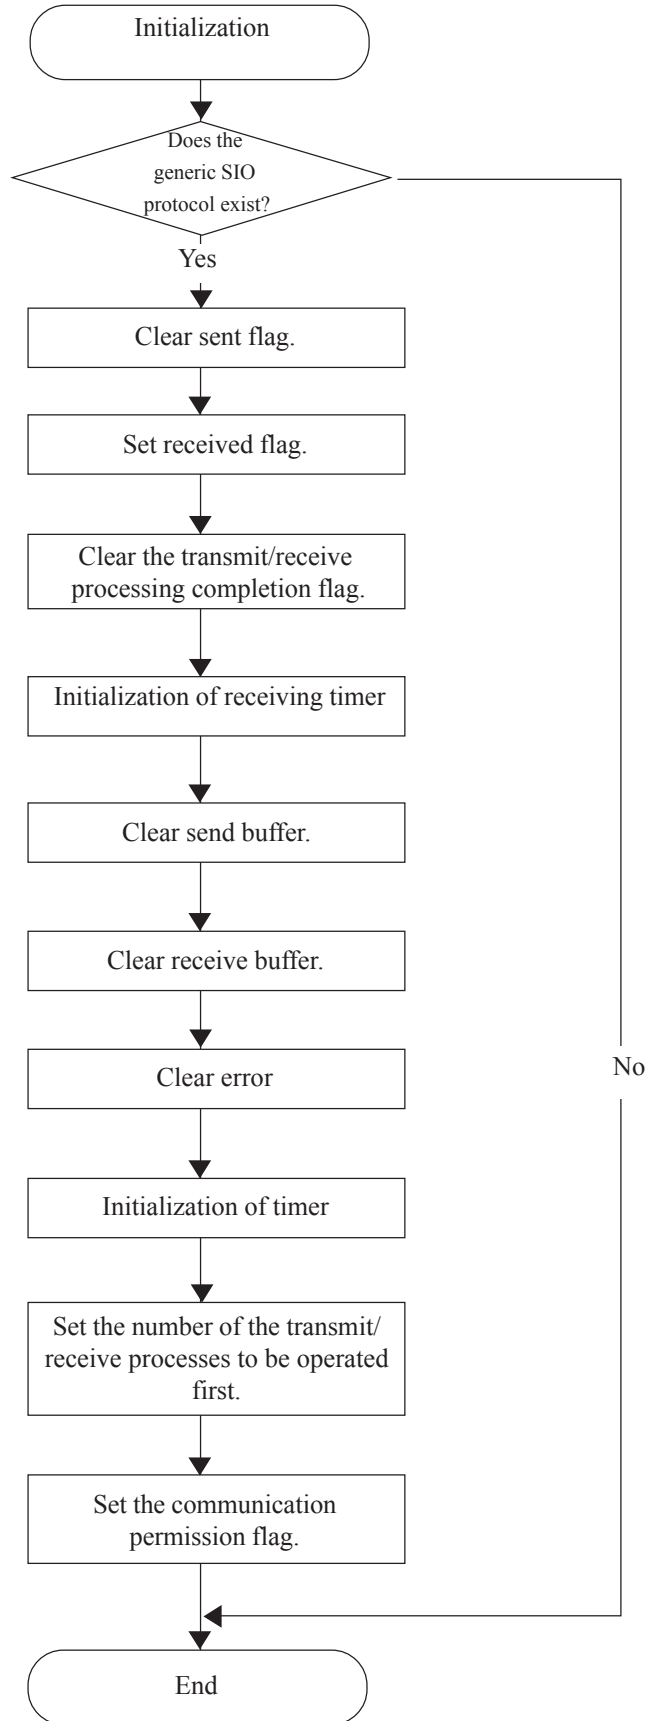 Initialization
Does the
generic SIO
protocol exist?
Yes
Clear sent flag.
Set received flag.
Clear the transmit/receive
processing completion flag.
Initialization of receiving timer
Clear send buffer.
Clear receive buffer.
Clear error
No
Initialization of timer
Set the number of the transmit/
receive processes to be operated
first.
Set the communication
permission flag.
End